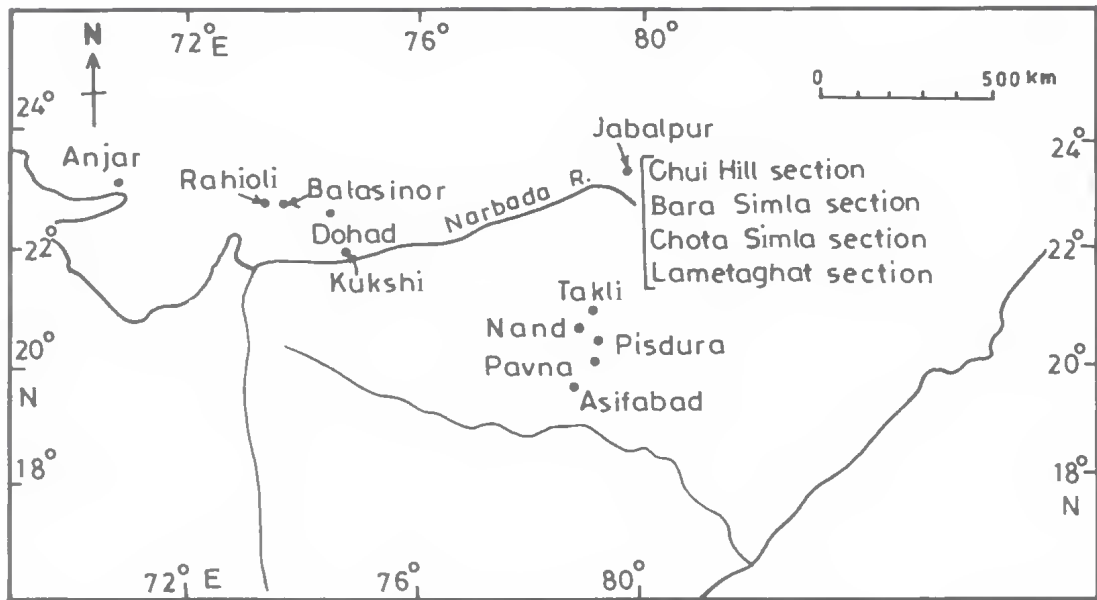 N
72° E
76°
80°
0
500 km
24°
24°
Anjar
Rahioli
Balasinor
Jabalpur
Chui Hill section
Bara Simla section
Chota Simla section
Lametaghat section
Narbada R.
Dohad
Kukshi
22°
22°
Takli
Nand
Pisdura
Pavna
Asifabad
20°
N
20°
18°
18°
N
72° E
76°
80°